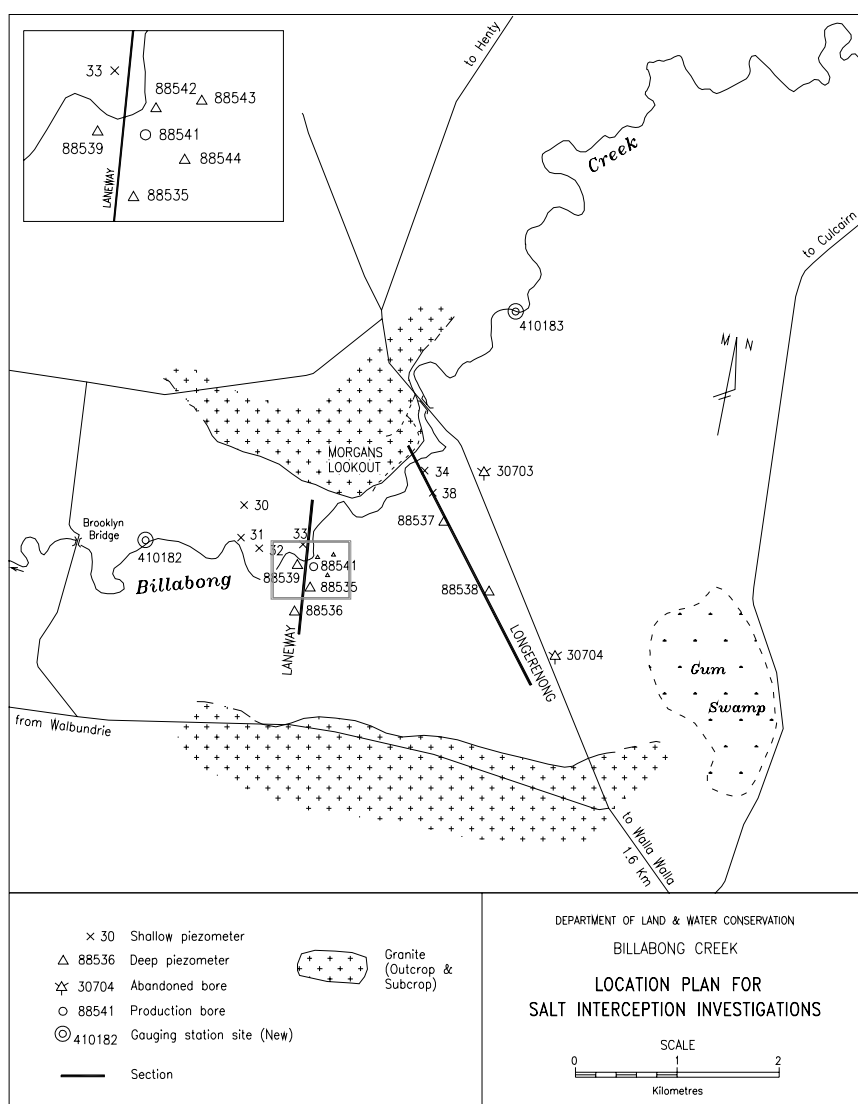 33
88542
88543
88541
88539
88544
88535
LANEWAY
to Henty
Creek
to Culcairn
410183
M N
MORGANS
LOOKOUT
34
30703
38
88537
30
31
32
33
Brooklyn
Bridge
410182
88539
88541
88535
88536
88538
Billabong
LANEWAY
LONGERENONG
30704
Gum
Swamp
from Walbundrie
to Walla Walla
1.6 Km
30 Shallow piezometer
88536 Deep piezometer
30704 Abandoned bore
88541 Production bore
410182 Gauging station site (New)
Section
Granite
(Outcrop &
Subcrop)
DEPARTMENT OF LAND & WATER CONSERVATION
BILLABONG CREEK
LOCATION PLAN FOR
SALT INTERCEPTION INVESTIGATIONS
SCALE
0 1 2
Kilometres